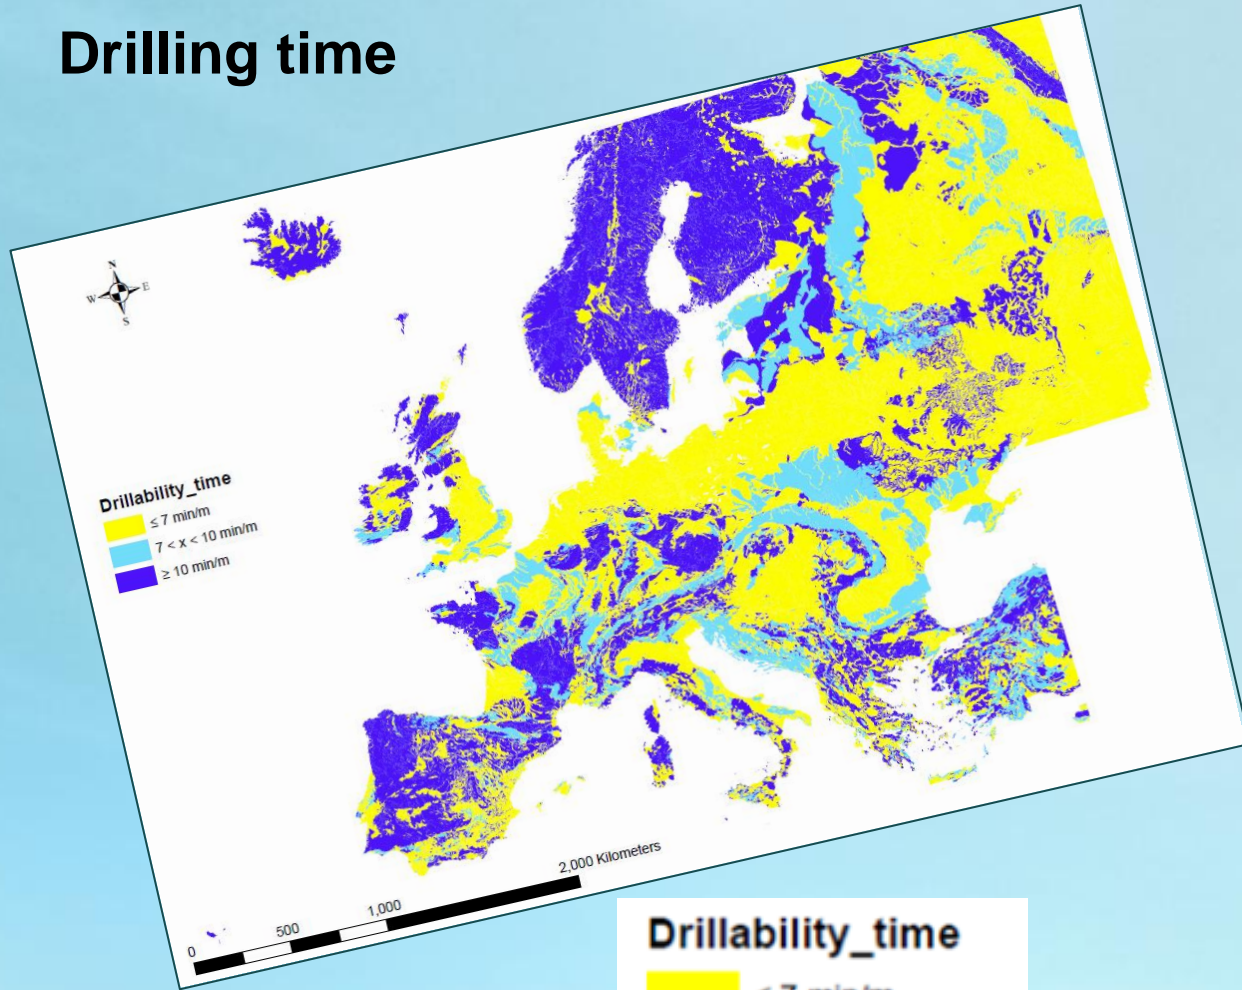 Drilling time
N
W E
S
Drillability_time
≤ 7 min/m
7 < x < 10 min/m
≥ 10 min/m
0 500 1,000 2,000 Kilometers
Drillability_time